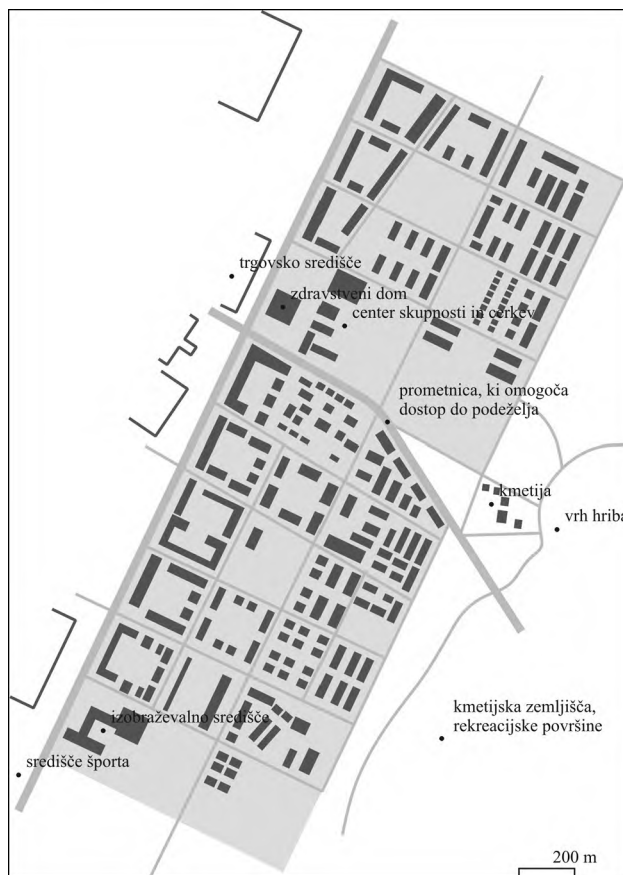 trgovsko središče
zdravstveni dom
center skupnosti in cerkev
prometnica, ki omogoča
dostop do podeželja
kmetija
vrh hriba
kmetijska zemljišča,
rekreacijske površine
izobraževalno središče
središče športa
200 m